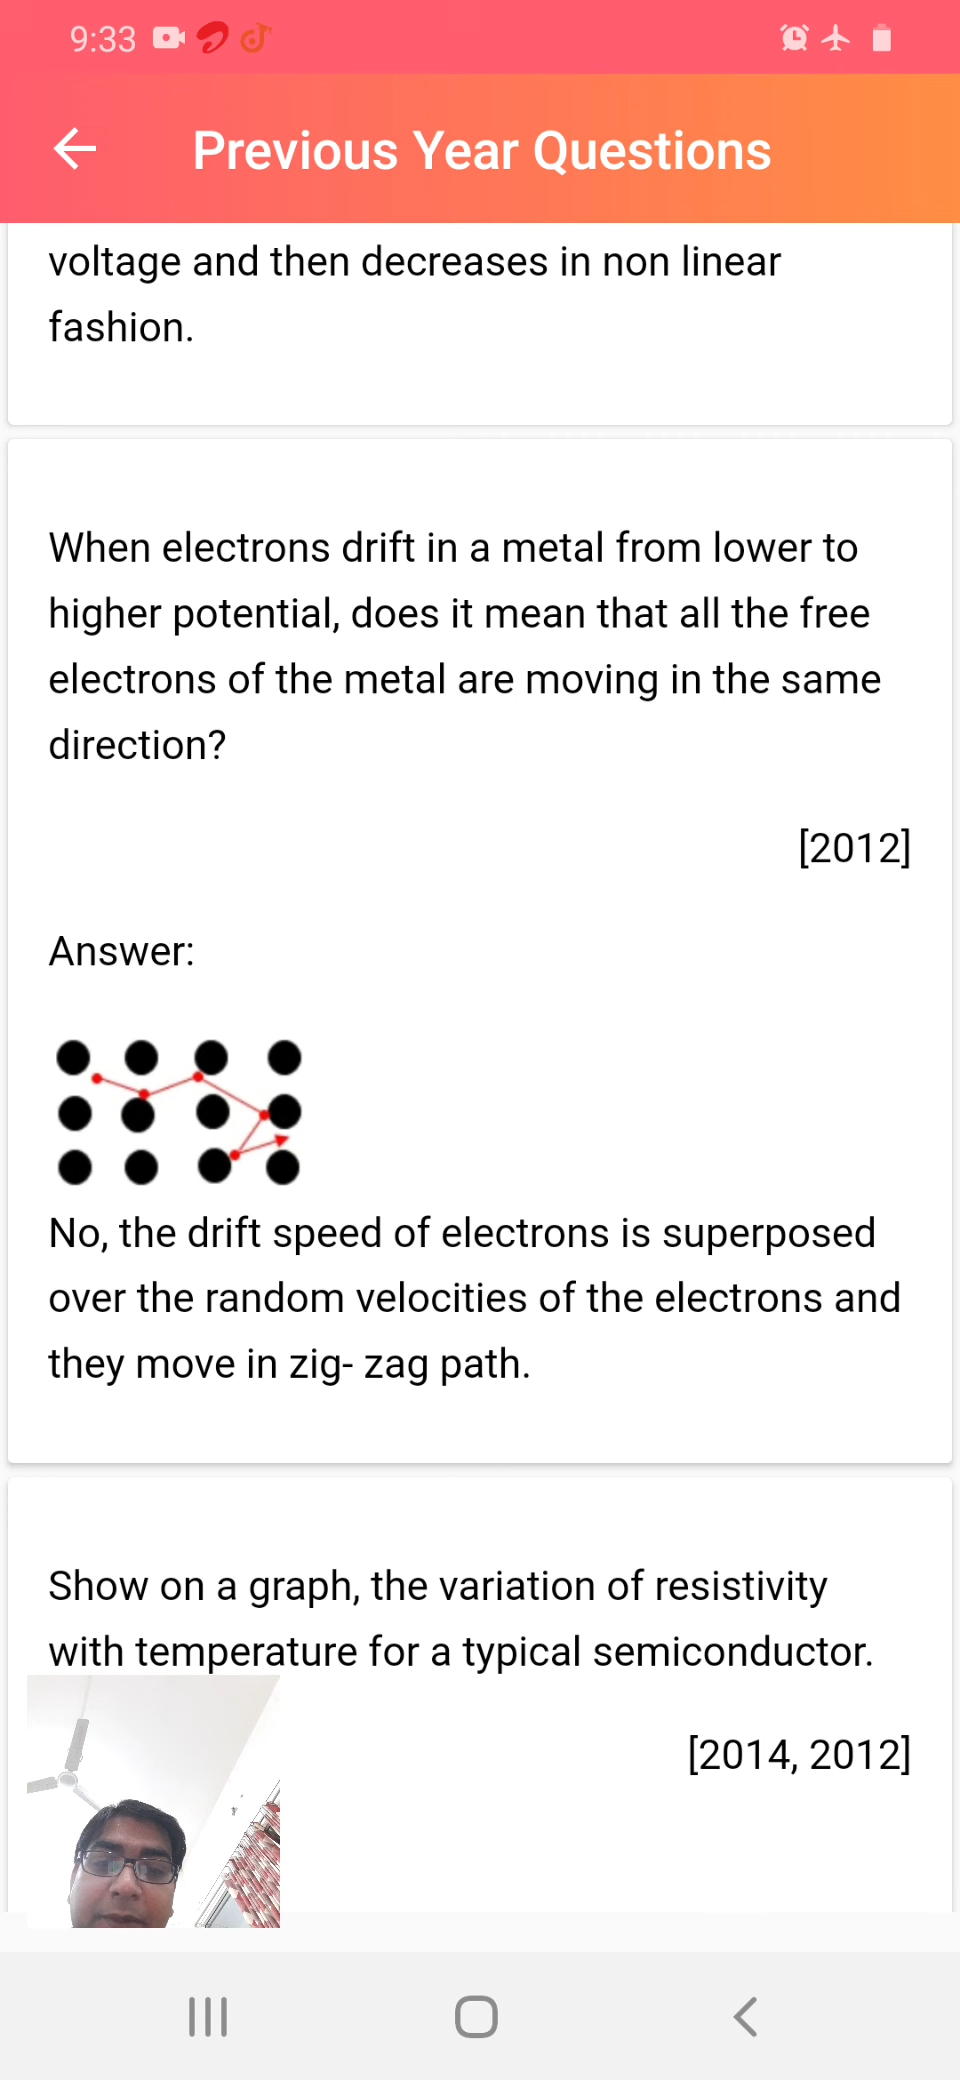 9:33
Previous Year Questions
voltage and then decreases in non linear
fashion.
When electrons drift in a metal from lower to
higher potential, does it mean that all the free
electrons of the metal are moving in the same
direction?
[2012]
Answer:
No, the drift speed of electrons is superposed
over the random velocities of the electrons and
they move in zig- zag path.
Show on a graph, the variation of resistivity
with temperature for a typical semiconductor.
[2014, 2012]